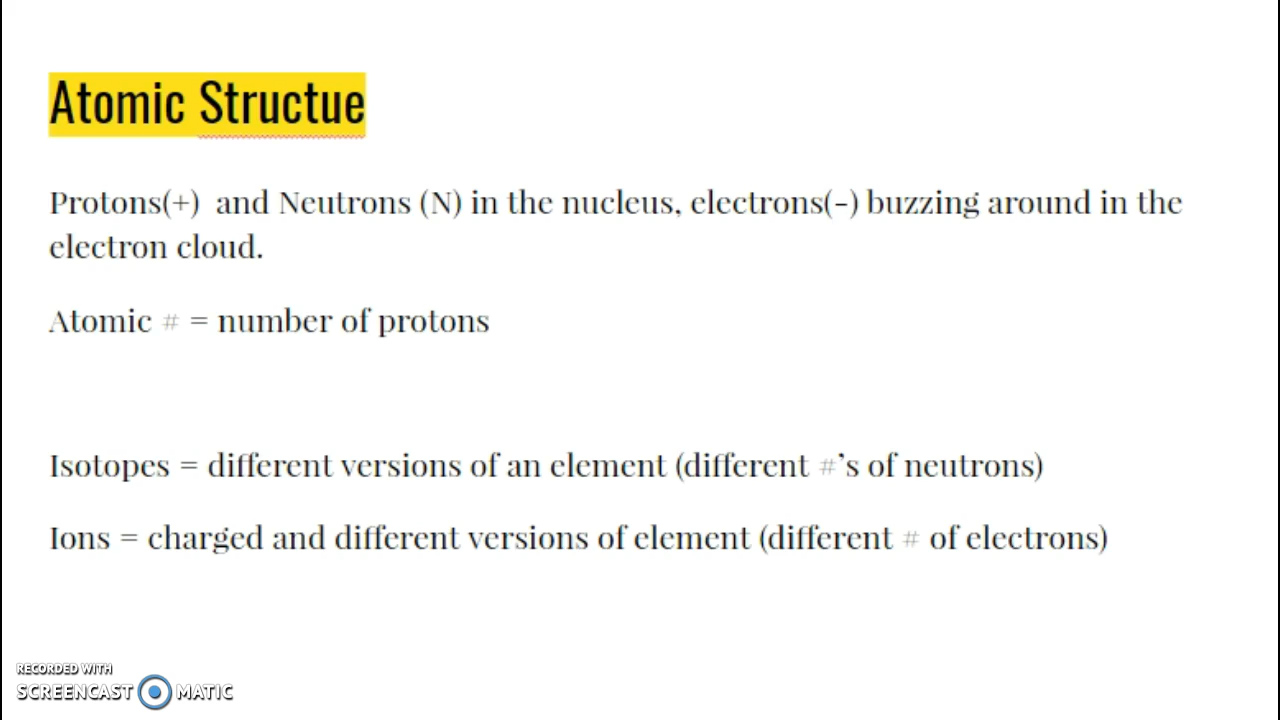 Atomic Structue
Protons(+)  and Neutrons (N) in the nucleus, electrons(-) buzzing around in the
electron cloud.
Atomic # = number of protons
Isotopes = different versions of an element (different #’s of neutrons)
Ions = charged and different versions of element (different # of electrons)
RECORDED WITH
SCREENCAST MATIC